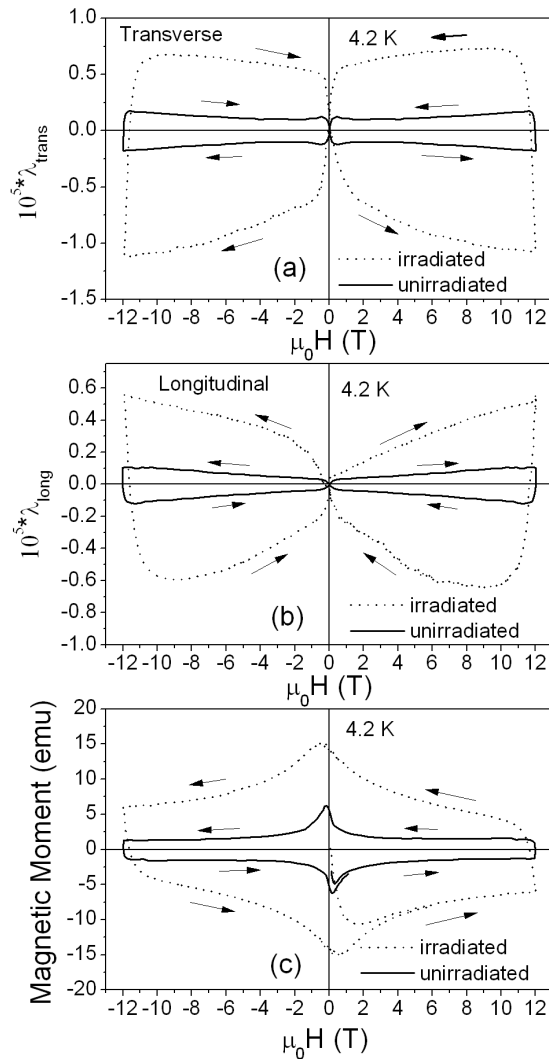 Transverse 4.2 K
1.0
0.5
0.0
-0.5
-1.0
-1.5
10⁵*λtrans
(a)
irradiated
unirradiated
-12 -10 -8 -6 -4 -2 0 2 4 6 8 10 12
μ₀H (T)
Longitudinal 4.2 K
0.6
0.4
0.2
0.0
-0.2
-0.4
-0.6
-0.8
-1.0
10⁵*λlong
(b)
irradiated
unirradiated
-12 -10 -8 -6 -4 -2 0 2 4 6 8 10 12
μ₀H (T)
4.2 K
20
15
10
5
0
-5
-10
-15
-20
Magnetic Moment (emu)
(c)
irradiated
unirradiated
-12 -10 -8 -6 -4 -2 0 2 4 6 8 10 12
μ₀H (T)